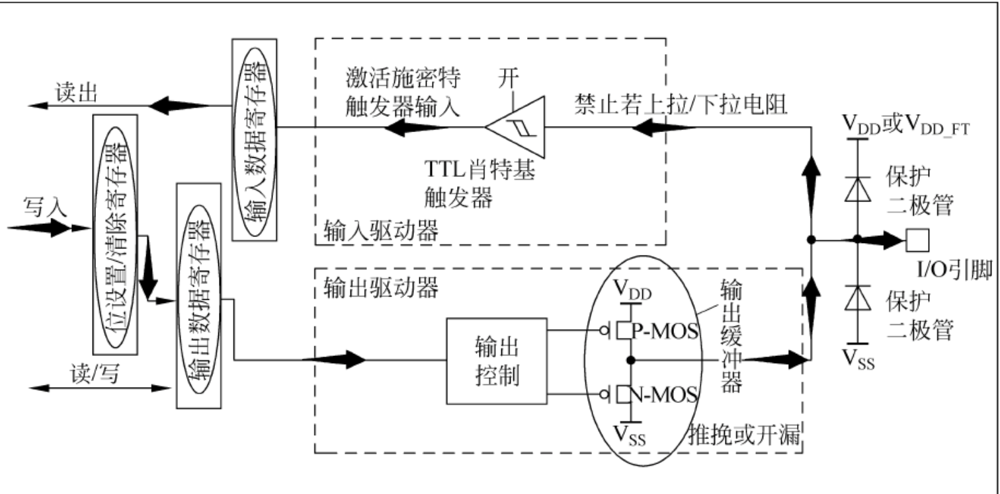 读出
写入
读/写
位设置/清除寄存器
输出数据寄存器
输入数据寄存器
激活施密特
触发器输入
开
TTL肖特基
触发器
输入驱动器
禁止若上拉/下拉电阻
输出驱动器
输出
控制
VDD
P-MOS
N-MOS
VSS
输出缓冲器
推挽或开漏
VDD或VDD_FT
保护
二极管
I/O引脚
保护
二极管
VSS